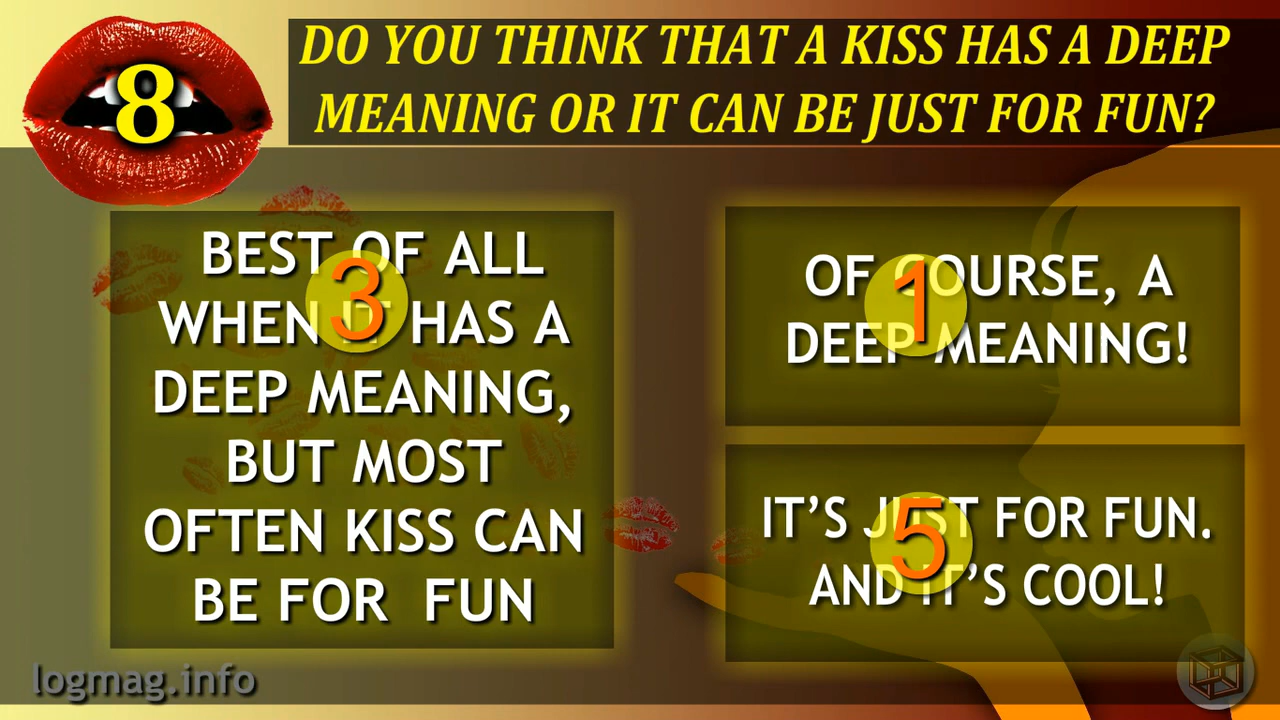 8
DO YOU THINK THAT A KISS HAS A DEEP
MEANING OR IT CAN BE JUST FOR FUN?
BEST OF ALL
WHEN IT HAS A
DEEP MEANING,
BUT MOST
OFTEN KISS CAN
BE FOR FUN
3
OF COURSE, A
DEEP MEANING!
1
IT’S JUST FOR FUN.
AND IT’S COOL!
5
logmag.info